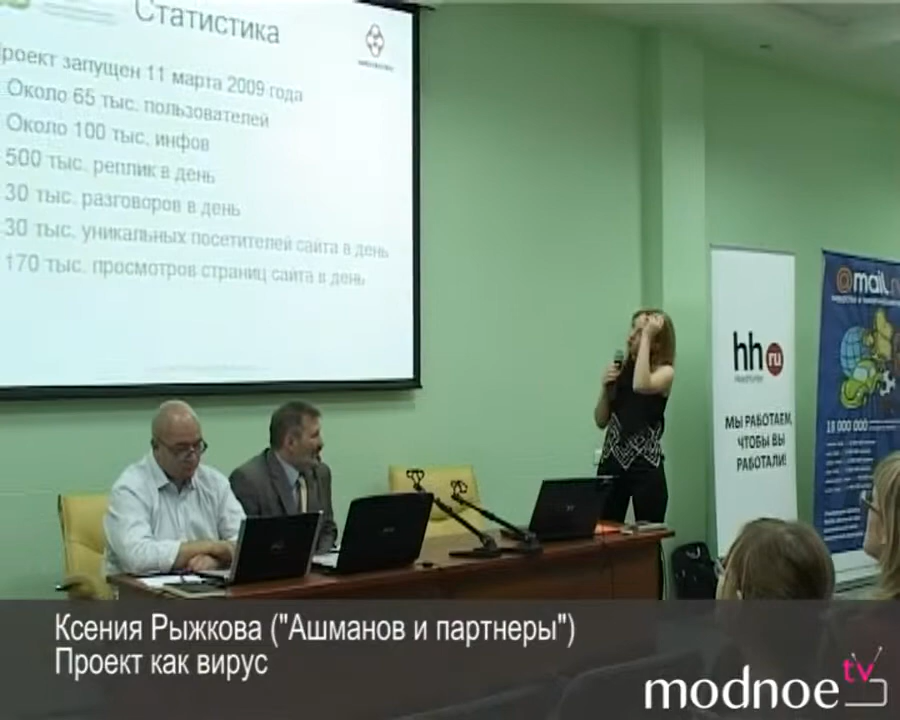 Статистика
Проект запущен 11 марта 2009 года
Около 65 тыс. пользователей
Около 100 тыс. инфов
500 тыс. реплик в день
30 тыс. разговоров в день
30 тыс. уникальных посетителей сайта в день
170 тыс. просмотров страниц сайта в день
hh ru
МЫ РАБОТАЕМ,
ЧТОБЫ ВЫ
РАБОТАЛИ!
@mail.ru
18 000 000
Ксения Рыжкова ("Ашманов и партнеры")
Проект как вирус
modnoe tv